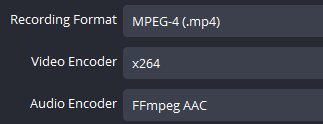 Recording Format MPEG-4 (.mp4)
Video Encoder x264
Audio Encoder FFmpeg AAC